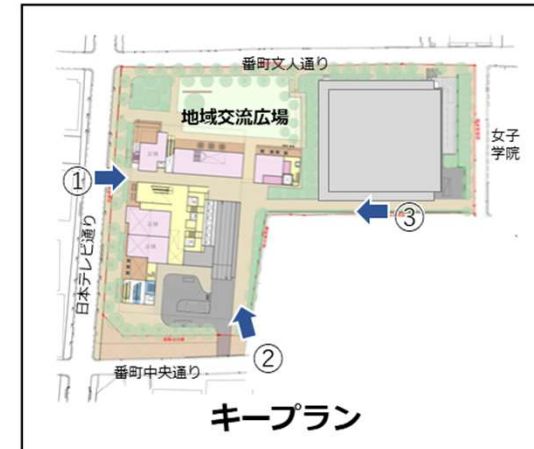 番町文人通り
地域交流広場
女子
学院
①
③
日本テレビ通り
②
番町中央通り
キープラン